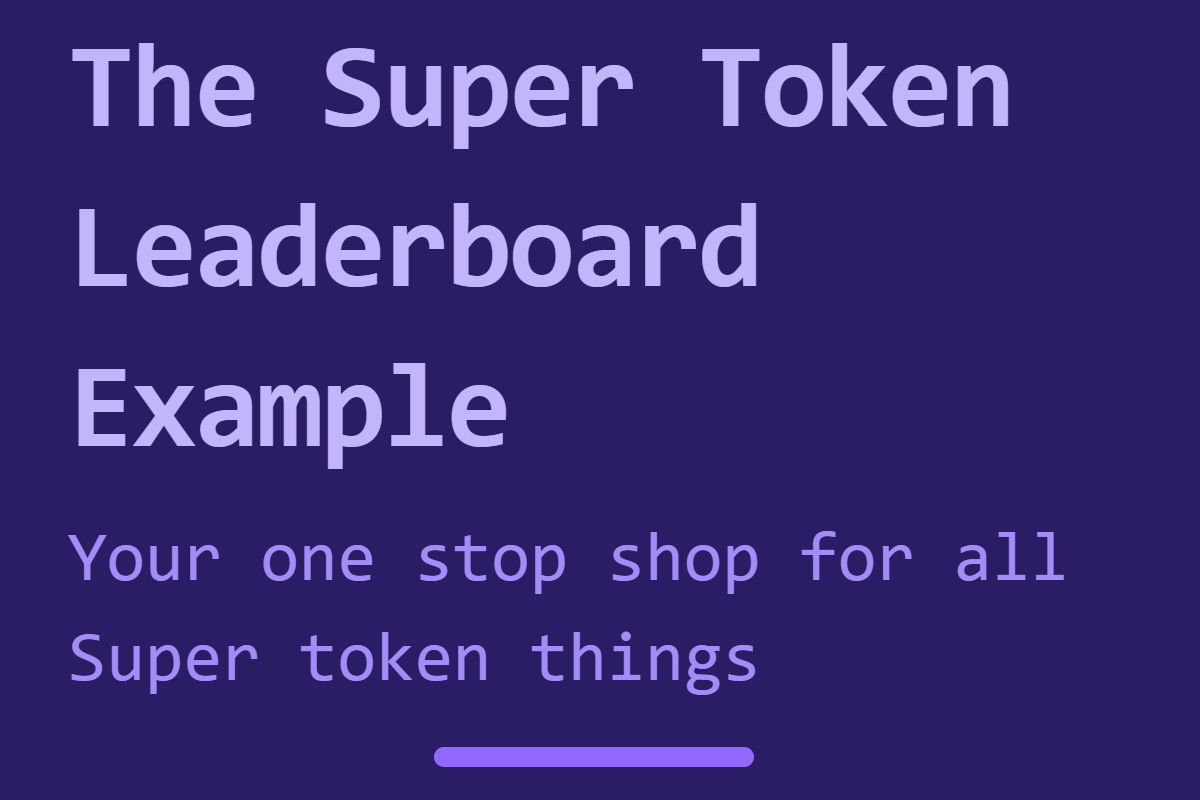 The Super Token
Leaderboard
Example
Your one stop shop for all
Super token things